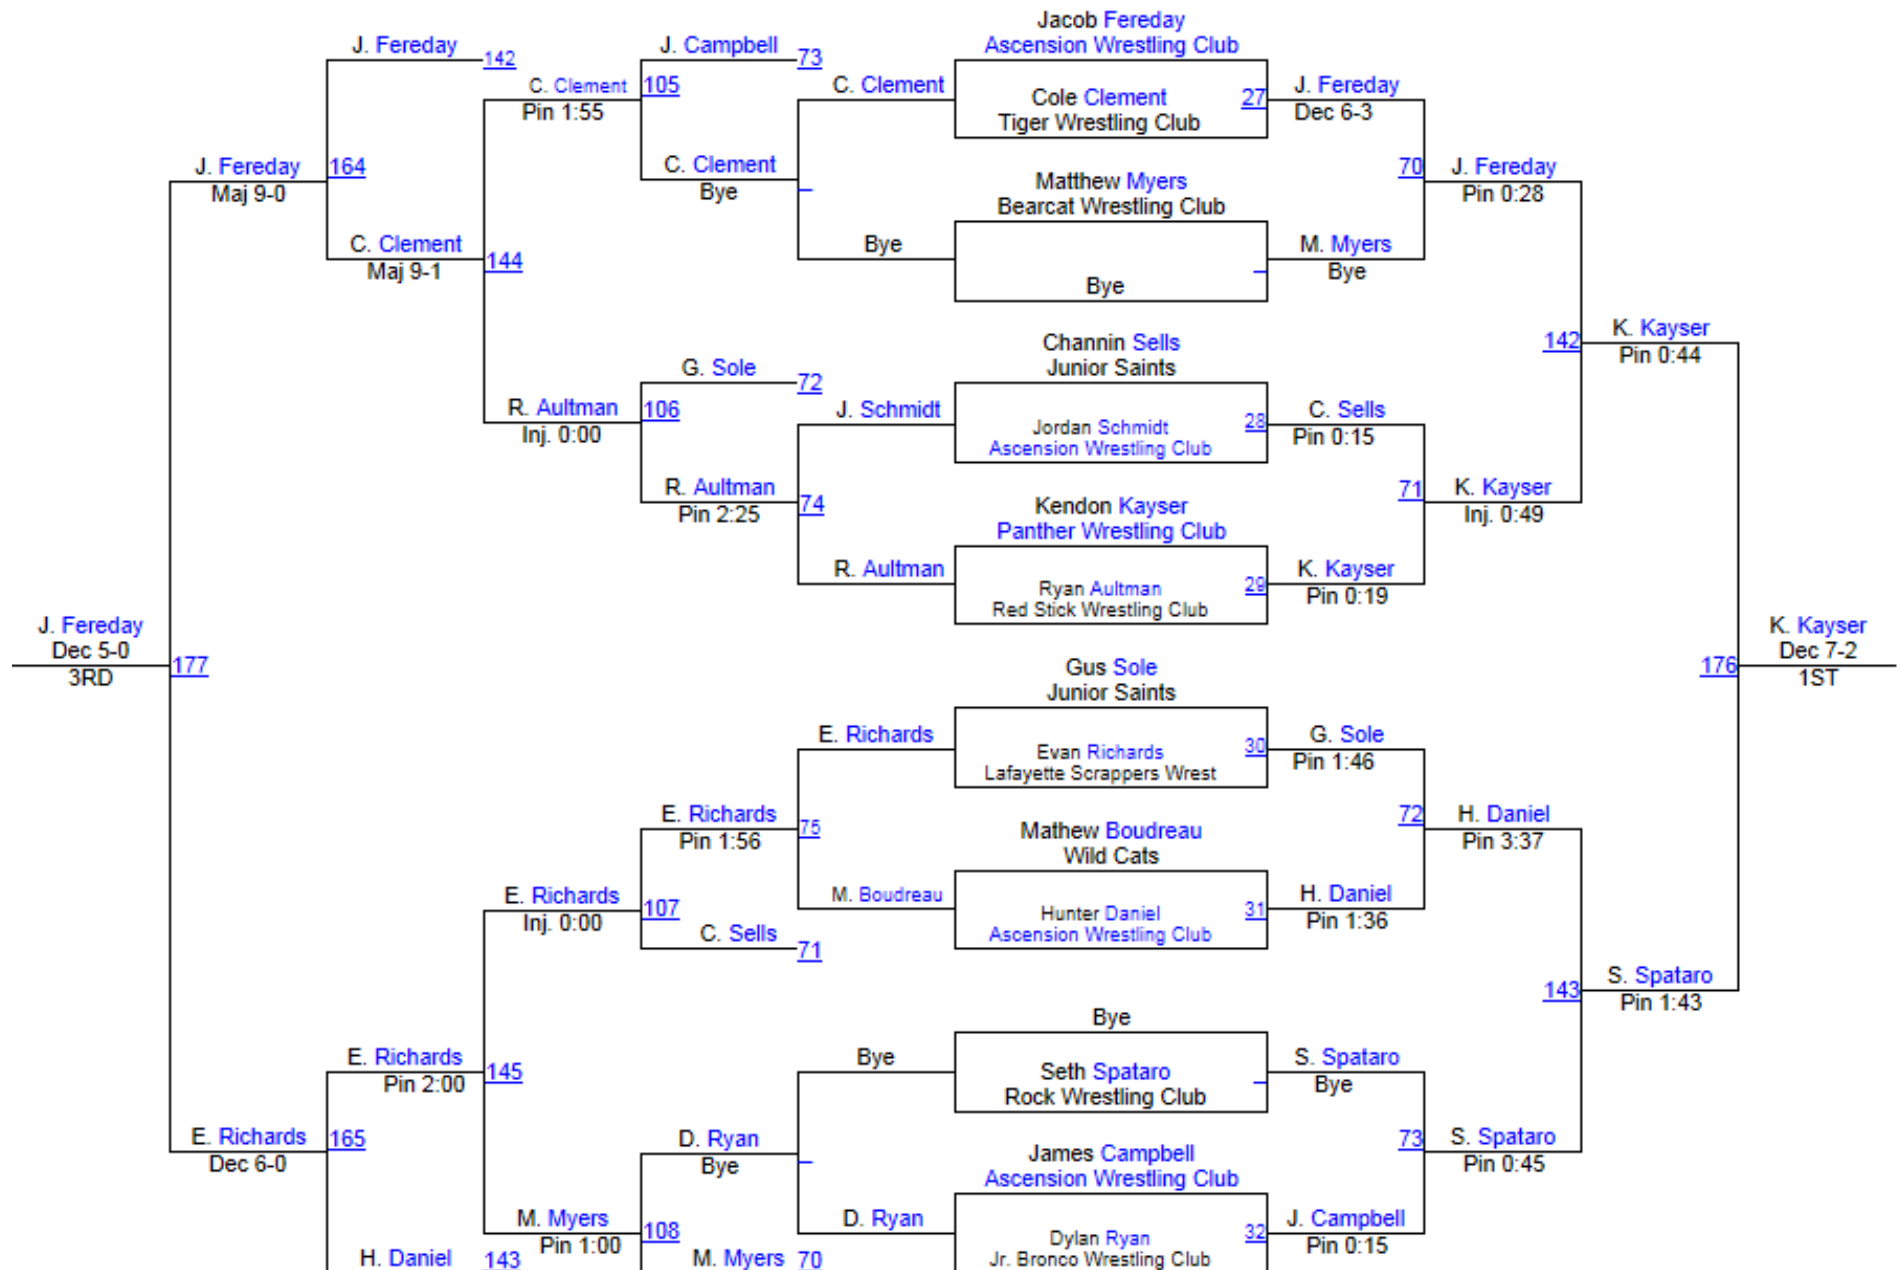 Jacob Fereday
J. Fereday
J. Campbell
Ascension Wrestling Club
142
73
C. Clement
105
C. Clement
J. Fereday
Pin 1:55
Cole Clement
27
Dec 6-3
Tiger Wrestling Club
J. Fereday
164
C. Clement
70
J. Fereday
Maj 9-0
Bye
Matthew Myers
Pin 0:28
Bearcat Wrestling Club
C. Clement
144
Bye
M. Myers
Maj 9-1
Bye
Bye
K. Kayser
142
Channin Sells
Pin 0:44
G. Sole
Junior Saints
72
R. Aultman
106
J. Schmidt
C. Sells
Inj. 0:00
Jordan Schmidt
28
Pin 0:15
Ascension Wrestling Club
R. Aultman
71
K. Kayser
Pin 2:25
74
Kendon Kayser
Inj. 0:49
Panther Wrestling Club
R. Aultman
K. Kayser
Ryan Aultman
29
Pin 0:19
Red Stick Wrestling Club
J. Fereday
K. Kayser
Dec 5-0
Dec 7-2
177
Gus Sole
176
3RD
1ST
Junior Saints
E. Richards
G. Sole
Evan Richards
30
Pin 1:46
Lafayette Scrappers Wrest
E. Richards
75
72
H. Daniel
Pin 1:56
Mathew Boudreau
Pin 3:37
Wild Cats
E. Richards
107
M. Boudreau
H. Daniel
Inj. 0:00
Hunter Daniel
31
Pin 1:36
C. Sells
Ascension Wrestling Club
71
S. Spataro
143
Pin 1:43
Bye
E. Richards
145
Bye
S. Spataro
Pin 2:00
Seth Spataro
Bye
Rock Wrestling Club
E. Richards
165
D. Ryan
73
S. Spataro
Dec 6-0
Bye
James Campbell
Pin 0:45
Ascension Wrestling Club
M. Myers
108
D. Ryan
J. Campbell
Pin 1:00
Dylan Ryan
32
Pin 0:15
H. Daniel
143
M. Myers
70
Jr. Bronco Wrestling Club